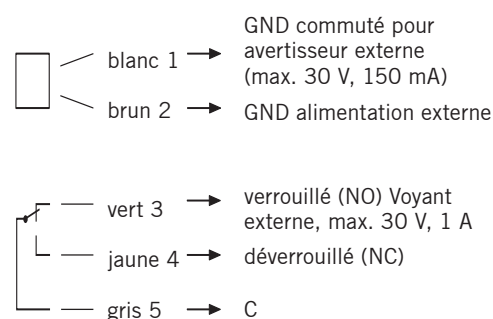 blanc 1
GND commuté pour
avertisseur externe
(max. 30 V, 150 mA)
brun 2
GND alimentation externe
vert 3
verrouillé (NO) Voyant
externe, max. 30 V, 1 A
jaune 4
déverrouillé (NC)
gris 5
C